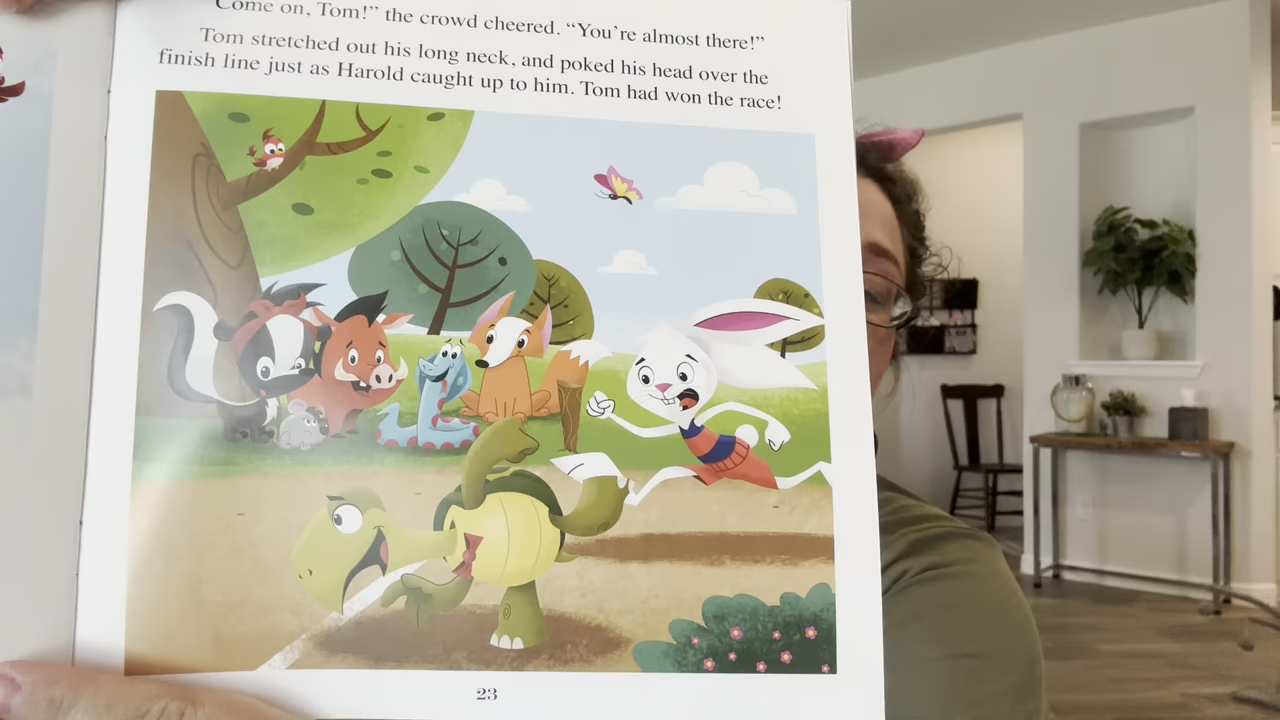 Come on, Tom!” the crowd cheered. “You’re almost there!”
Tom stretched out his long neck, and poked his head over the
finish line just as Harold caught up to him. Tom had won the race!
23